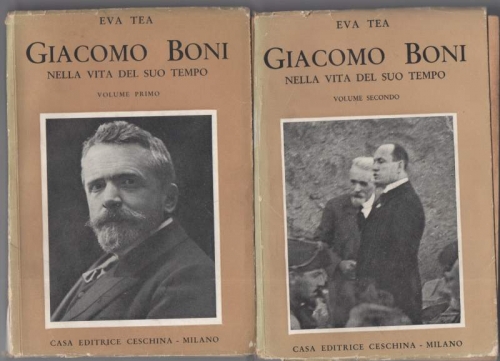 EVA TEA
GIACOMO BONI
NELLA VITA DEL SUO TEMPO
VOLUME PRIMO
CASA EDITRICE CESCHINA - MILANO
EVA TEA
GIACOMO BONI
NELLA VITA DEL SUO TEMPO
VOLUME SECONDO
CASA EDITRICE CESCHINA - MILANO